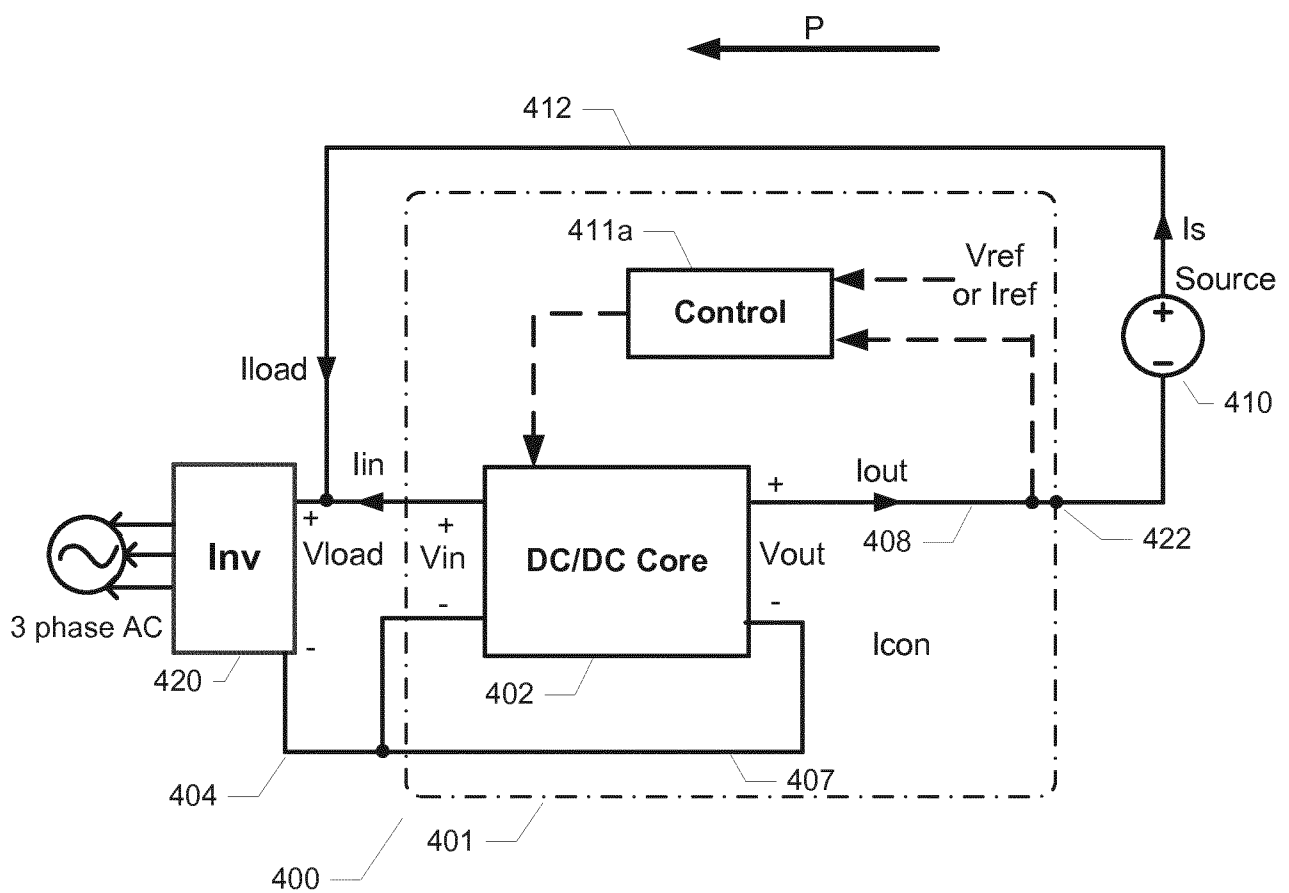 P
412
411a
Is
Vref
or Iref
Source
Control
+
-
Iload
410
Iin
Iout
+
+
+
408
422
Inv
Vload
Vin
DC/DC Core
Vout
-
-
3 phase AC
-
Icon
420
402
404
407
401
400